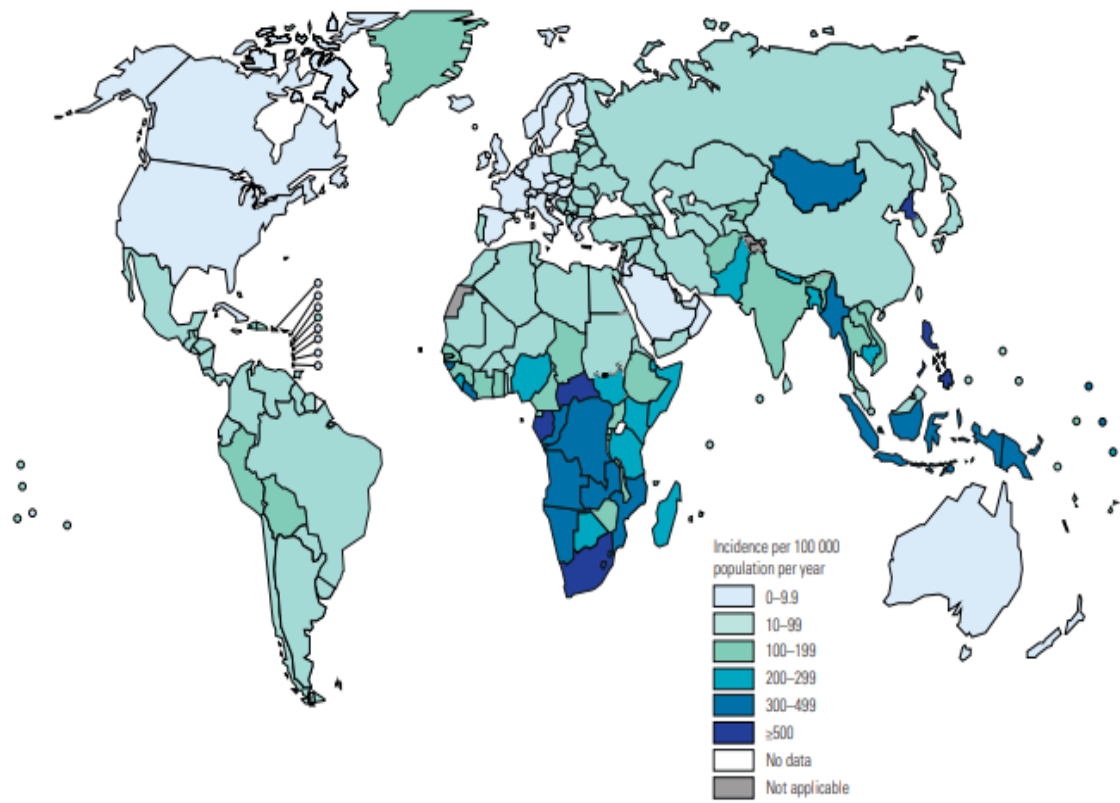 Incidence per 100 000
population per year
0–9.9
10–99
100–199
200–299
300–499
≥500
No data
Not applicable